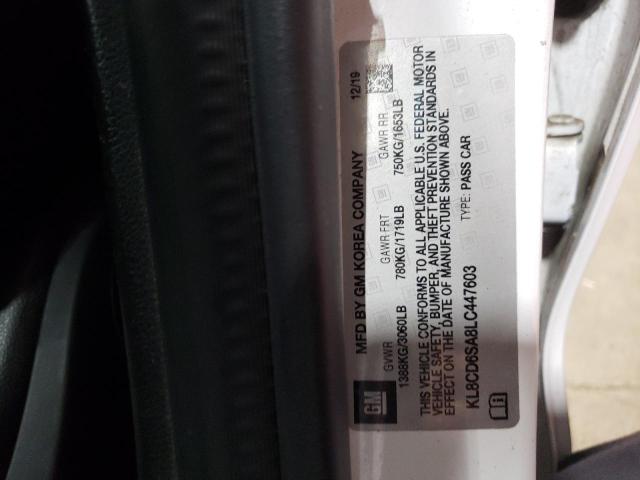 GM
MFD BY GM KOREA COMPANY 12/19
GVWR GAWR FRT GAWR RR
1388KG/3060LB 780KG/1719LB 750KG/1653LB
THIS VEHICLE CONFORMS TO ALL APPLICABLE U.S. FEDERAL MOTOR
VEHICLE SAFETY, BUMPER, AND THEFT PREVENTION STANDARDS IN
EFFECT ON THE DATE OF MANUFACTURE SHOWN ABOVE.
KL8CD6SA8LC447603 TYPE: PASS CAR